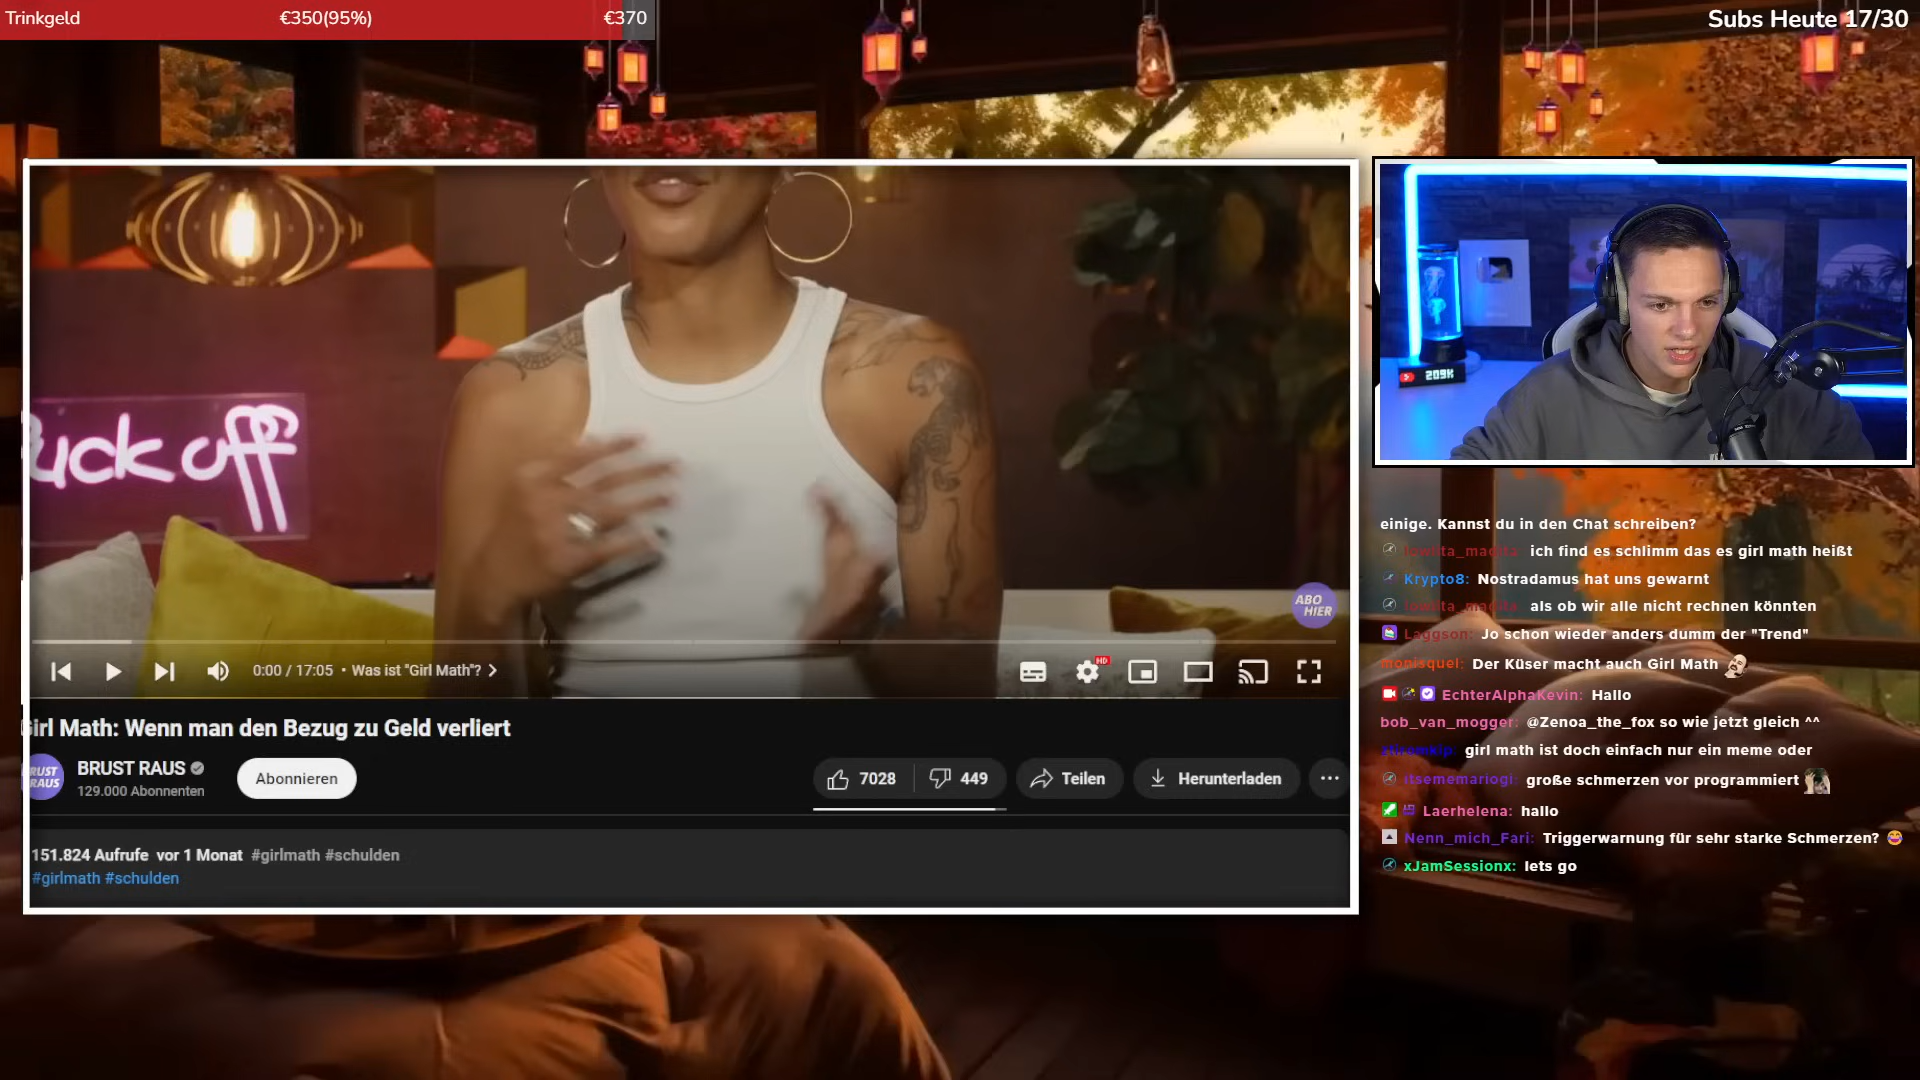 Trinkgeld €350(95%) €370
Subs Heute 17/30
uck off
ABO
HIER
0:00 / 17:05 • Was ist "Girl Math"?
HD
Girl Math: Wenn man den Bezug zu Geld verliert
BRUST RAUS
129.000 Abonnenten
Abonnieren
7028
449
Teilen
Herunterladen
151.824 Aufrufe vor 1 Monat #girlmath #schulden
#girlmath #schulden
209K
einige. Kannst du in den Chat schreiben?
ich find es schlimm das es girl math heißt
Krypto8: Nostradamus hat uns gewarnt
als ob wir alle nicht rechnen könnten
Laggson: Jo schon wieder anders dumm der "Trend"
monisquel: Der Küser macht auch Girl Math
EchterAlphaKevin: Hallo
bob_van_mogger: @Zenoa_the_fox so wie jetzt gleich ^^
girl math ist doch einfach nur ein meme oder
itsememariogi: große schmerzen vor programmiert
Laerhelena: hallo
Nenn_mich_Fari: Triggerwarnung für sehr starke Schmerzen? 😂
xJamSessionx: lets go